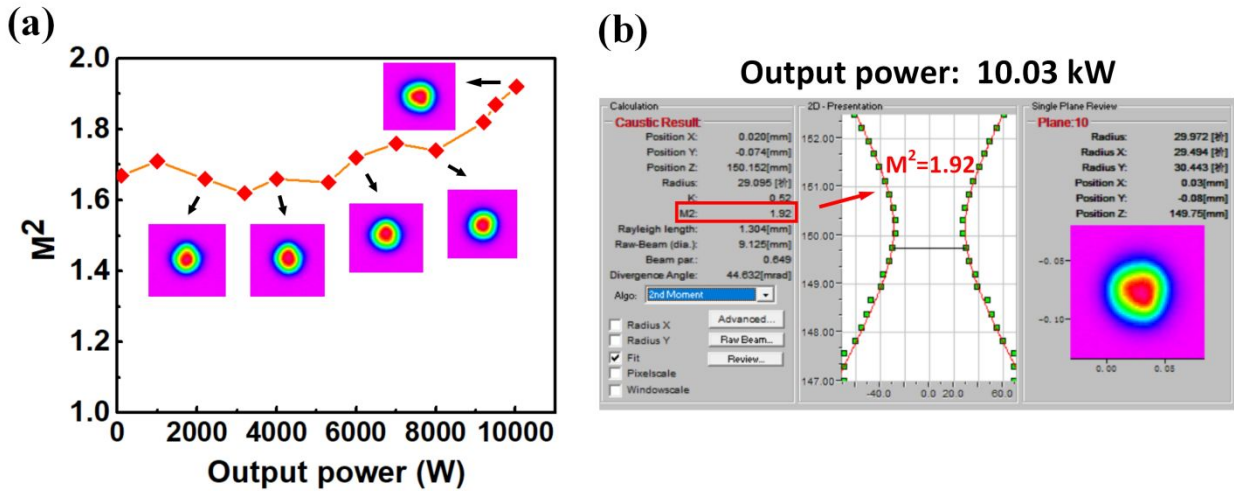 (a)
2.0
1.8
1.6
1.4
1.2
1.0
M²
0
2000
4000
6000
8000
10000
Output power (W)
(b)
Output power: 10.03 kW
Calculation
Caustic Result:
Position X: 0.020[mm]
Position Y: -0.074[mm]
Position Z: 150.152[mm]
Radius: 29.095 [祄]
K: 0.52
M2: 1.92
Rayleigh length: 1.304[mm]
Raw-Beam (dia.): 9.125[mm]
Beam par.: 0.649
Divergence Angle: 44.632[mrad]
Algo: 2nd Moment
Radius X
Radius Y
Fit
Pixelscale
Windowscale
Advanced...
Raw Beam...
Review...
2D - Presentation
152.00
151.00
150.00
149.00
148.00
147.00
-40.0
0.0
20.0
60.0
M²=1.92
Single Plane Review
Plane:10
Radius: 29.972 [祄]
Radius X: 29.494 [祄]
Radius Y: 30.443 [祄]
Position X: 0.03[mm]
Position Y: -0.08[mm]
Position Z: 149.75[mm]
-0.05
-0.10
0.00
0.05